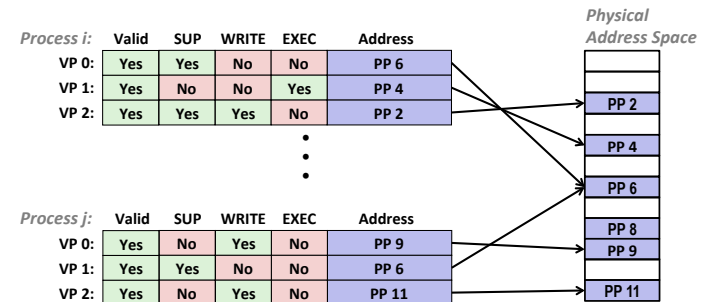 Physical
Address Space
Process i: Valid SUP WRITE EXEC Address
VP 0: Yes Yes No No PP 6
VP 1: Yes No No Yes PP 4
VP 2: Yes Yes Yes No PP 2
PP 2
PP 4
PP 6
PP 8
PP 9
PP 11
Process j: Valid SUP WRITE EXEC Address
VP 0: Yes No Yes No PP 9
VP 1: Yes Yes No No PP 6
VP 2: Yes No Yes No PP 11